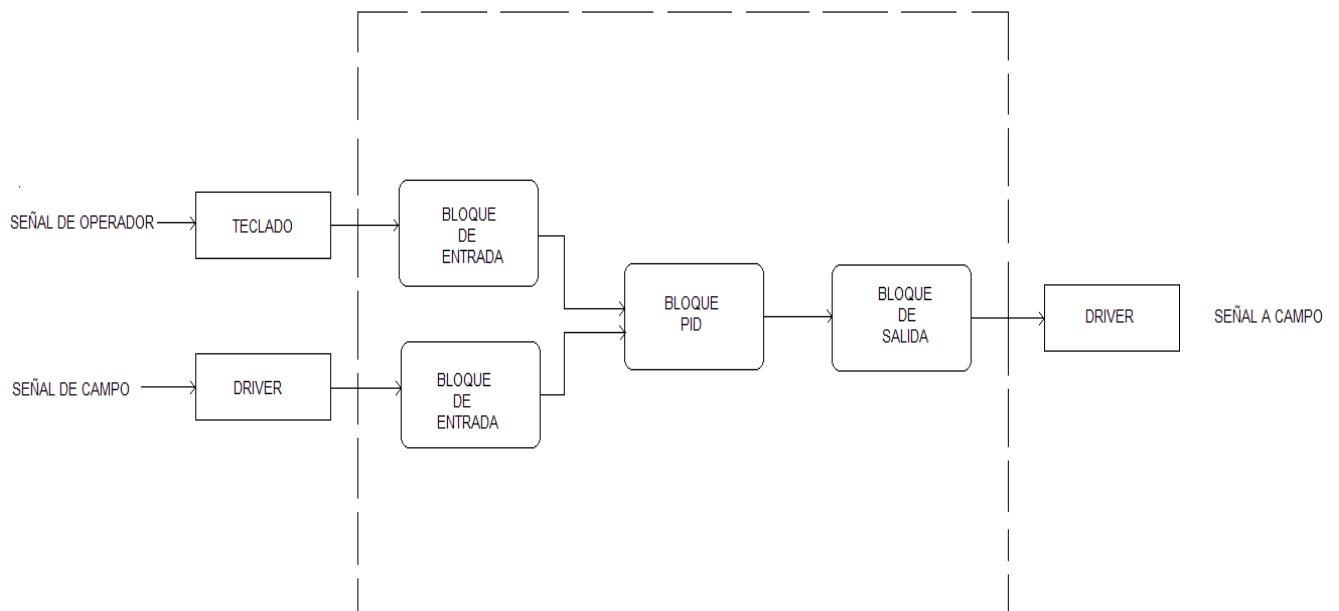 SEÑAL DE OPERADOR
TECLADO
BLOQUE
DE
ENTRADA
SEÑAL DE CAMPO
DRIVER
BLOQUE
DE
ENTRADA
BLOQUE
PID
BLOQUE
DE
SALIDA
DRIVER
SEÑAL A CAMPO